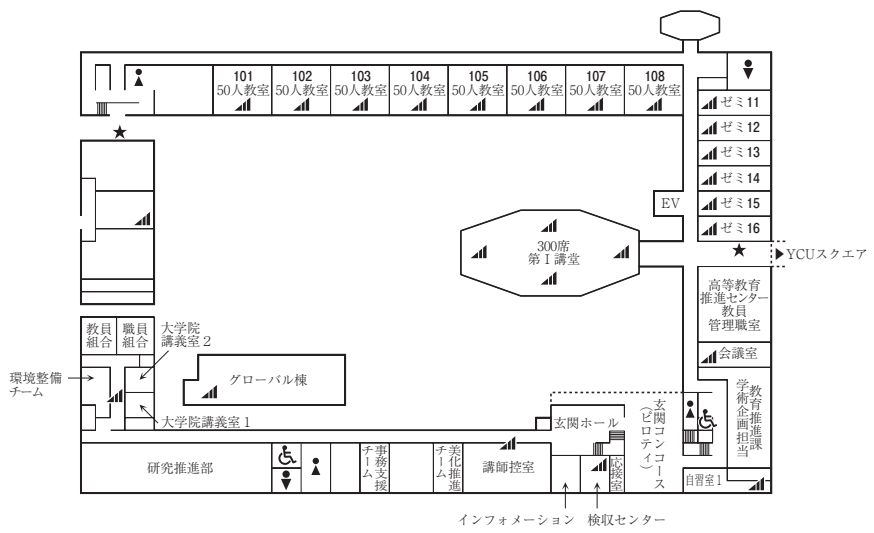 101
50人教室
102
50人教室
103
50人教室
104
50人教室
105
50人教室
106
50人教室
107
50人教室
108
50人教室
ゼミ11
ゼミ12
ゼミ13
ゼミ14
ゼミ15
ゼミ16
EV
★
★
▶YCUスクエア
300席
第Ⅰ講堂
高等教育
推進センター
教員
管理職室
会議室
教育推進課
学術企画担当
自習室1
教員
組合
職員
組合
大学院
講義室2
環境整備
チーム
大学院講義室1
グローバル棟
玄関ホール
玄関コンコース
(ピロティ)
研究推進部
事務支援
チーム
美化推進
チーム
講師控室
応接室
インフォメーション
検収センター